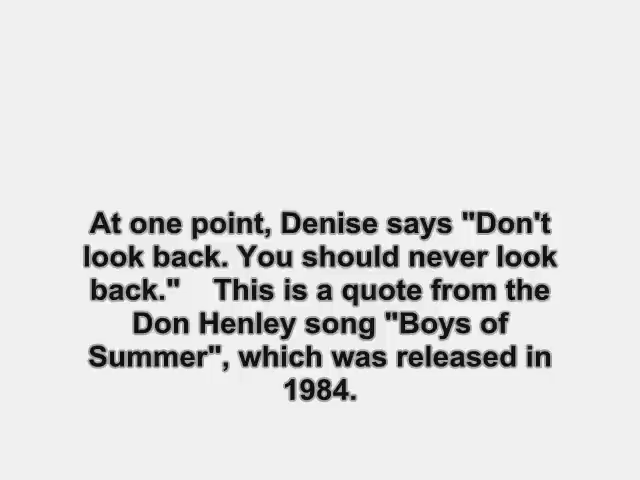 At one point, Denise says "Don't
look back. You should never look
back."    This is a quote from the
Don Henley song "Boys of
Summer", which was released in
1984.